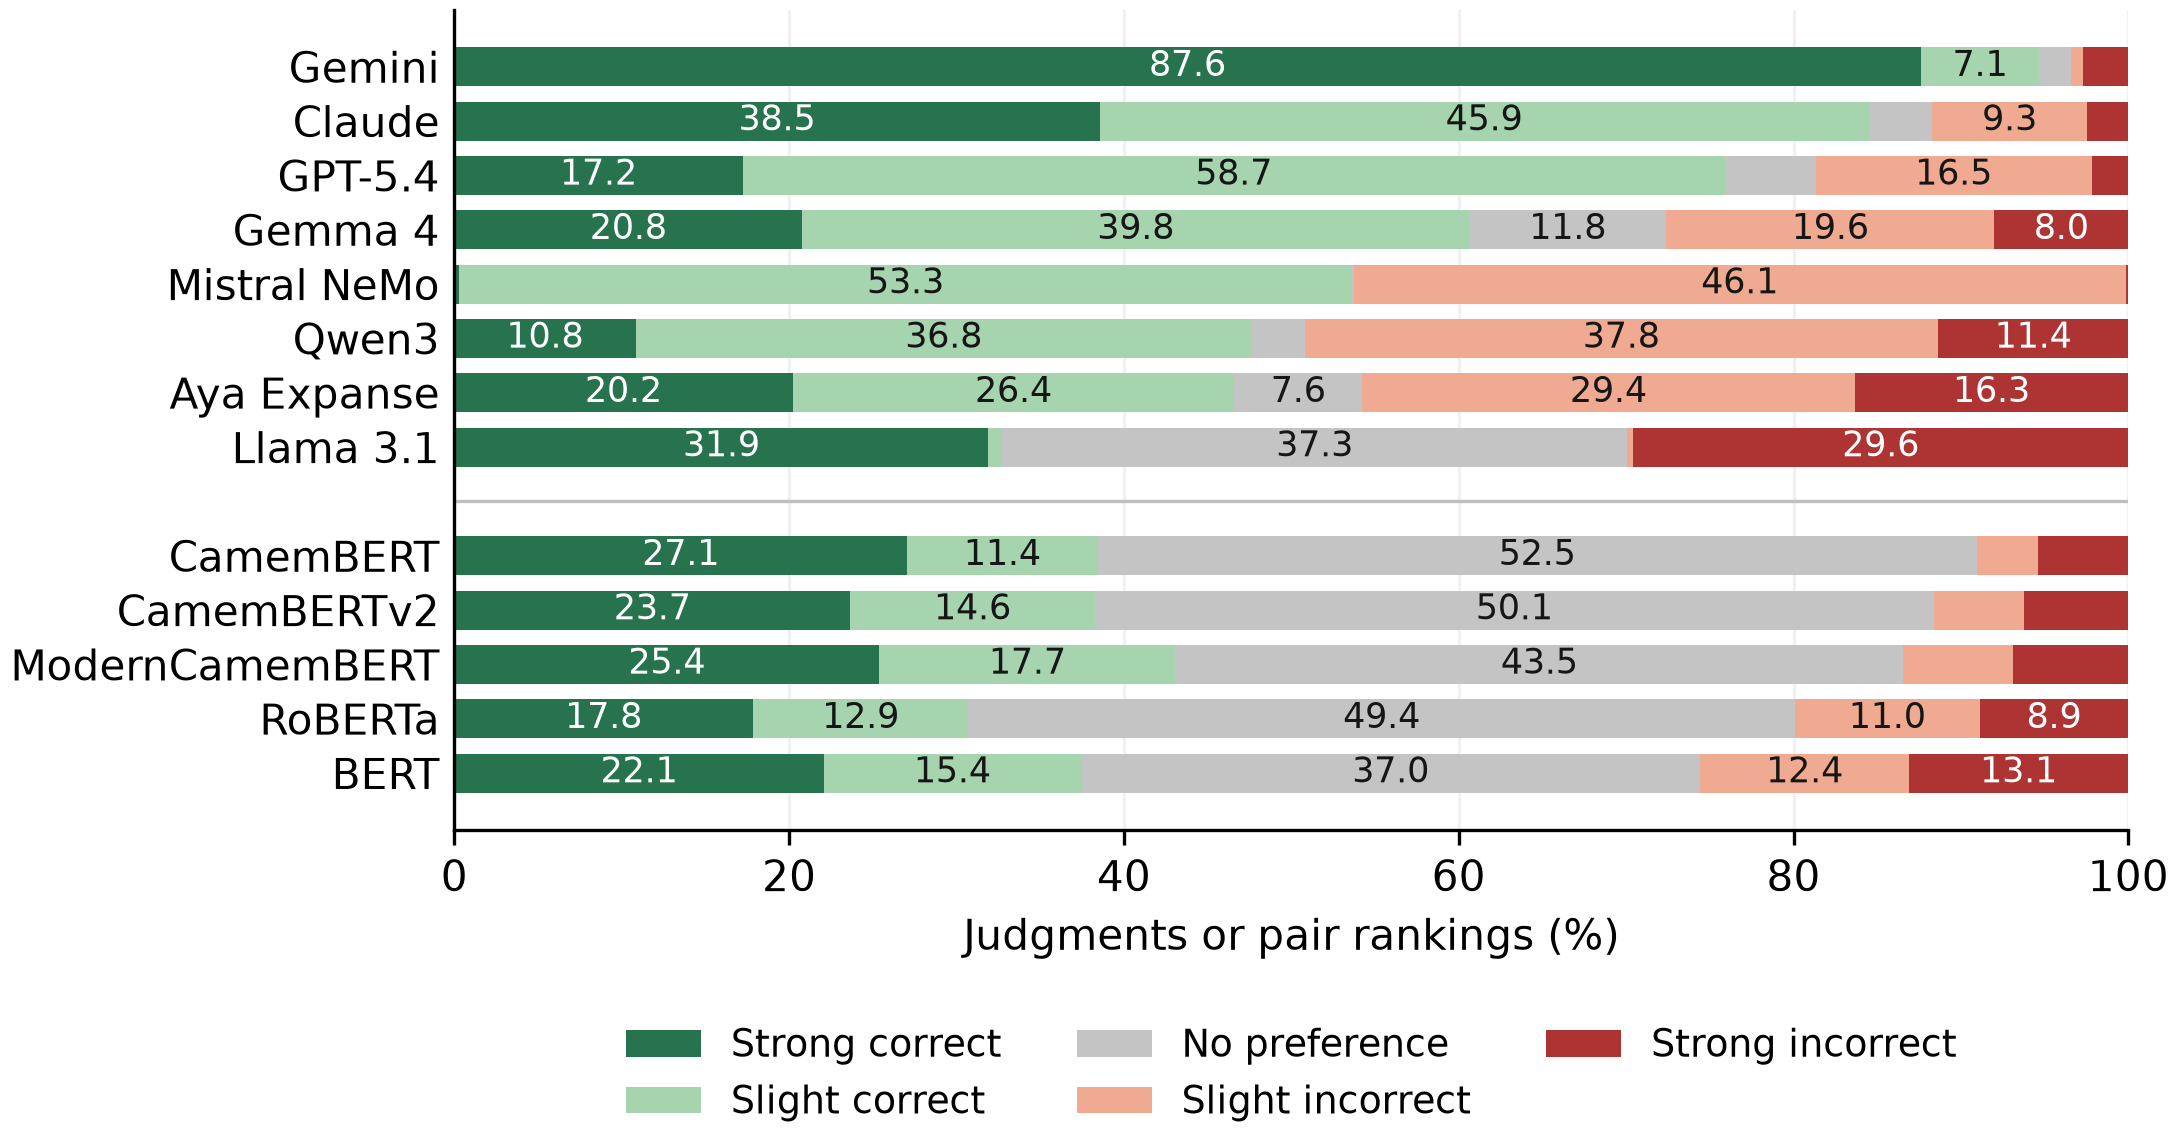 Gemini 87.6 7.1
Claude 38.5 45.9 9.3
GPT-5.4 17.2 58.7 16.5
Gemma 4 20.8 39.8 11.8 19.6 8.0
Mistral NeMo 53.3 46.1
Qwen3 10.8 36.8 37.8 11.4
Aya Expanse 20.2 26.4 7.6 29.4 16.3
Llama 3.1 31.9 37.3 29.6
CamemBERT 27.1 11.4 52.5
CamemBERTv2 23.7 14.6 50.1
ModernCamemBERT 25.4 17.7 43.5
RoBERTa 17.8 12.9 49.4 11.0 8.9
BERT 22.1 15.4 37.0 12.4 13.1
0 20 40 60 80 100
Judgments or pair rankings (%)
Strong correct No preference Strong incorrect
Slight correct Slight incorrect